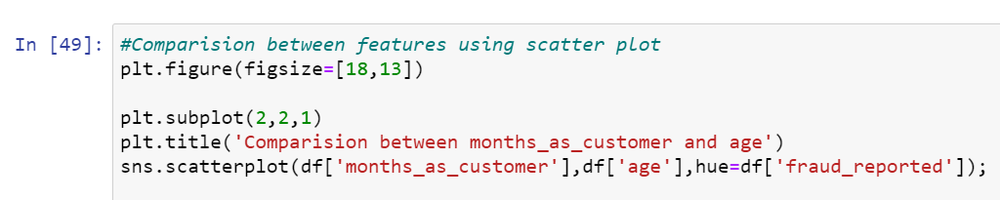 In [49]: #Comparision between features using scatter plot
plt.figure(figsize=[18,13])
plt.subplot(2,2,1)
plt.title('Comparision between months_as_customer and age')
sns.scatterplot(df['months_as_customer'],df['age'],hue=df['fraud_reported']);